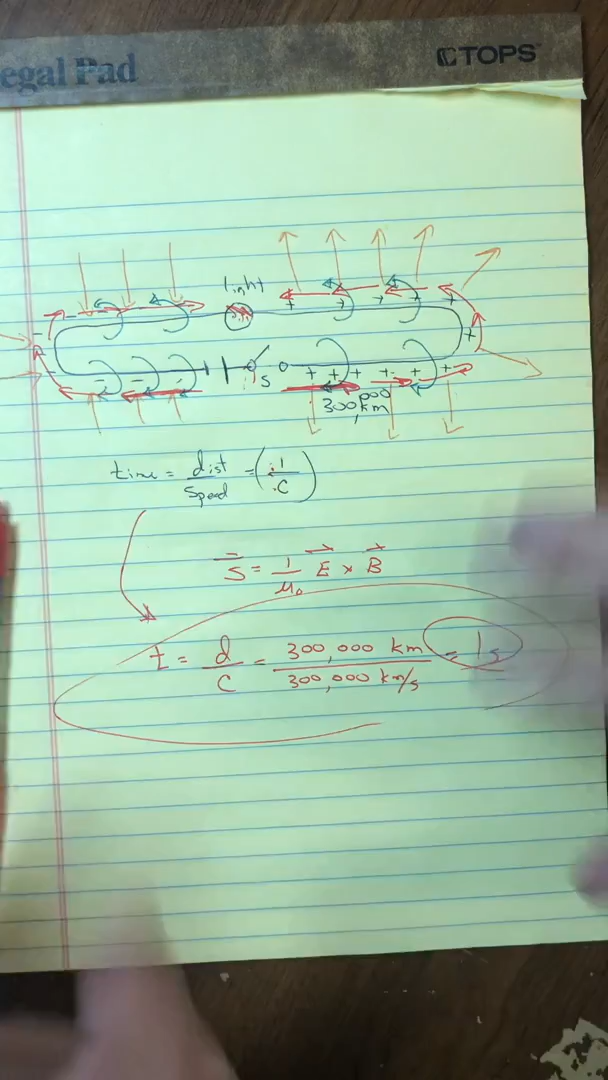 egal Pad
TOPS
light
S
300,000 km
time = dist/Speed = (1/C)
S = 1/μ₀ E × B
t = d/C = 300,000 km/300,000 km/s = 1s